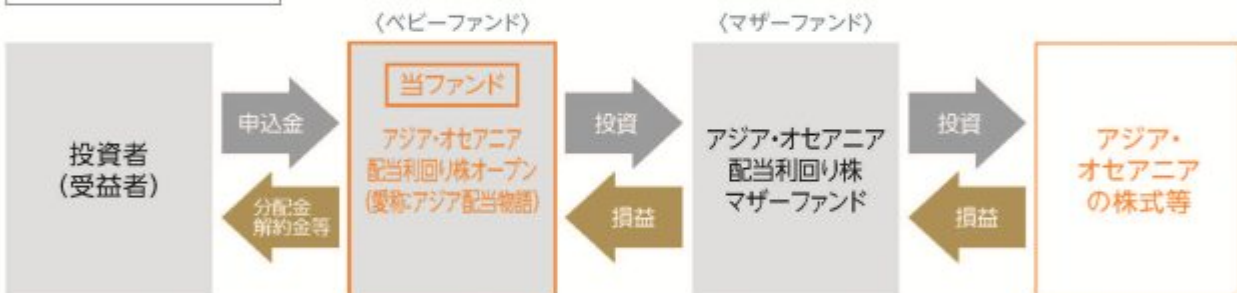 〈ベビーファンド〉
〈マザーファンド〉
投資者
(受益者)
申込金
分配金
解約金等
当ファンド
アジア・オセアニア
配当利回り株オープン
(愛称:アジア配当物語)
投資
損益
アジア・オセアニア
配当利回り株
マザーファンド
投資
損益
アジア・
オセアニア
の株式等